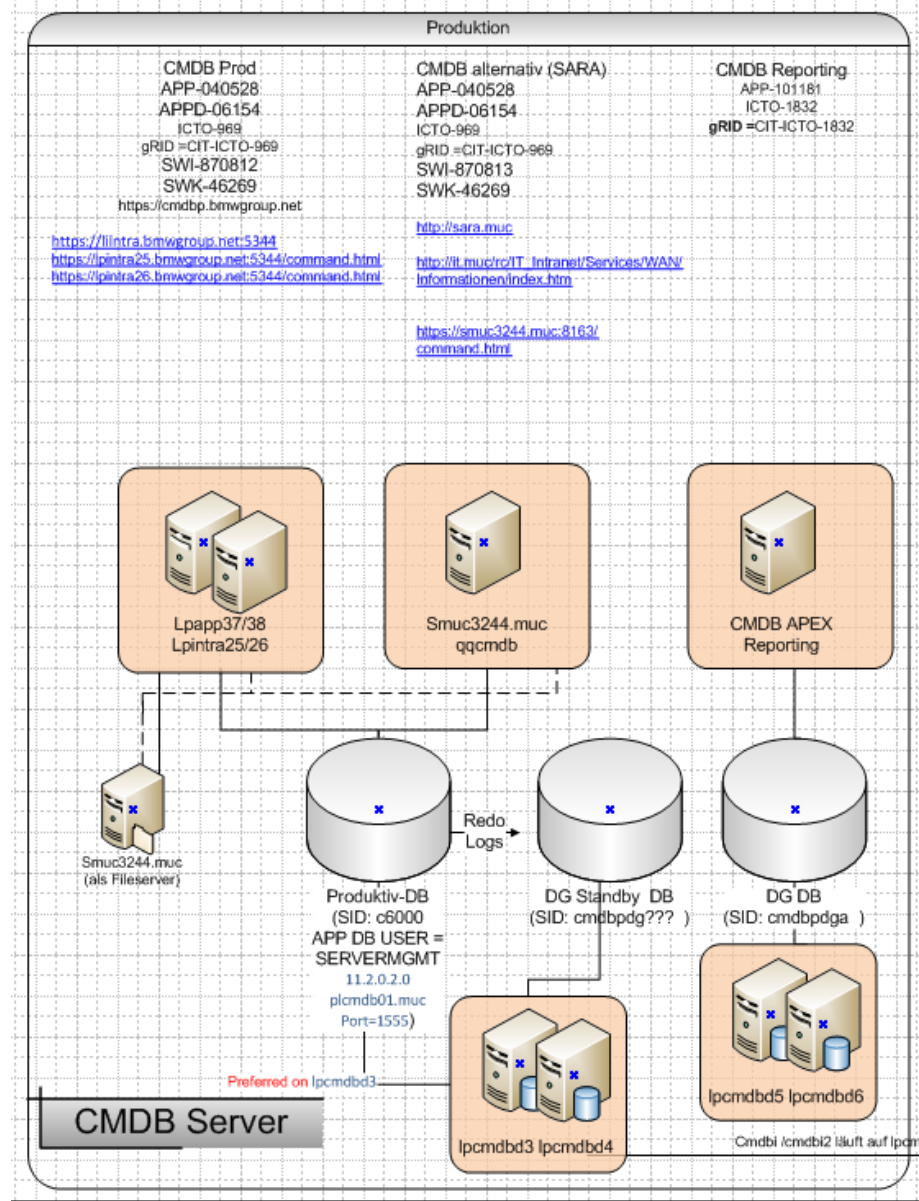 Produktion
CMDB Prod
APP-040528
APPD-06154
ICTO-969
gRID =CIT-ICTO-969
SWI-870812
SWK-46269
https://cmdbp.bmwgroup.net
https://liintra.bmwgroup.net:5344
https://lpintra25.bmwgroup.net:5344/command.html
https://lpintra26.bmwgroup.net:5344/command.html
CMDB alternativ (SARA)
APP-040528
APPD-06154
ICTO-969
gRID =CIT-ICTO-969
SWI-870813
SWK-46269
http://sara.muc
http://it.muc/rc/IT_Intranet/Services/WAN/
Informationen/index.htm
https://smuc3244.muc:8163/
command.html
CMDB Reporting
APP-101181
ICTO-1832
gRID =CIT-ICTO-1832
Lpapp37/38
Lpintra25/26
Smuc3244.muc
qqcmdb
CMDB APEX
Reporting
Smuc3244.muc
(als Fileserver)
Redo
Logs
Produktiv-DB
(SID: c6000
APP DB USER =
SERVERMGMT
11.2.0.2.0
plcmdb01.muc
Port=1555)
DG Standby DB
(SID: cmdbpdg??? )
DG DB
(SID: cmdbpdga )
Preferred on lpcmdbd3
lpcmdbd3 lpcmdbd4
lpcmdbd5 lpcmdbd6
CMDB Server
Cmdbi /cmdbi2 läuft auf lpcm